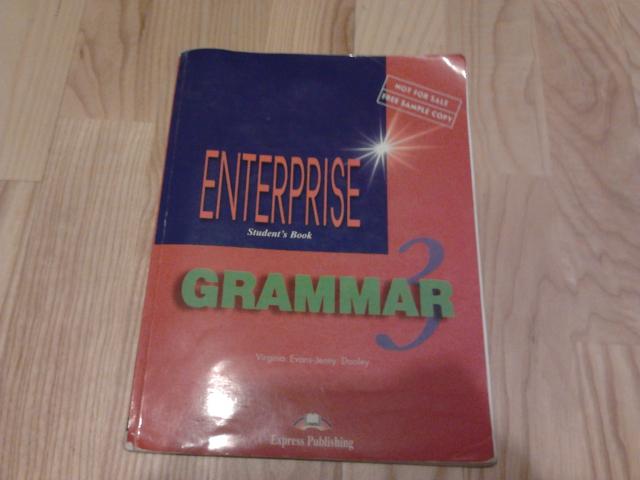 NOT FOR SALE
FREE SAMPLE COPY
ENTERPRISE
Student's Book
GRAMMAR 3
Virginia Evans-Jenny Dooley
Express Publishing